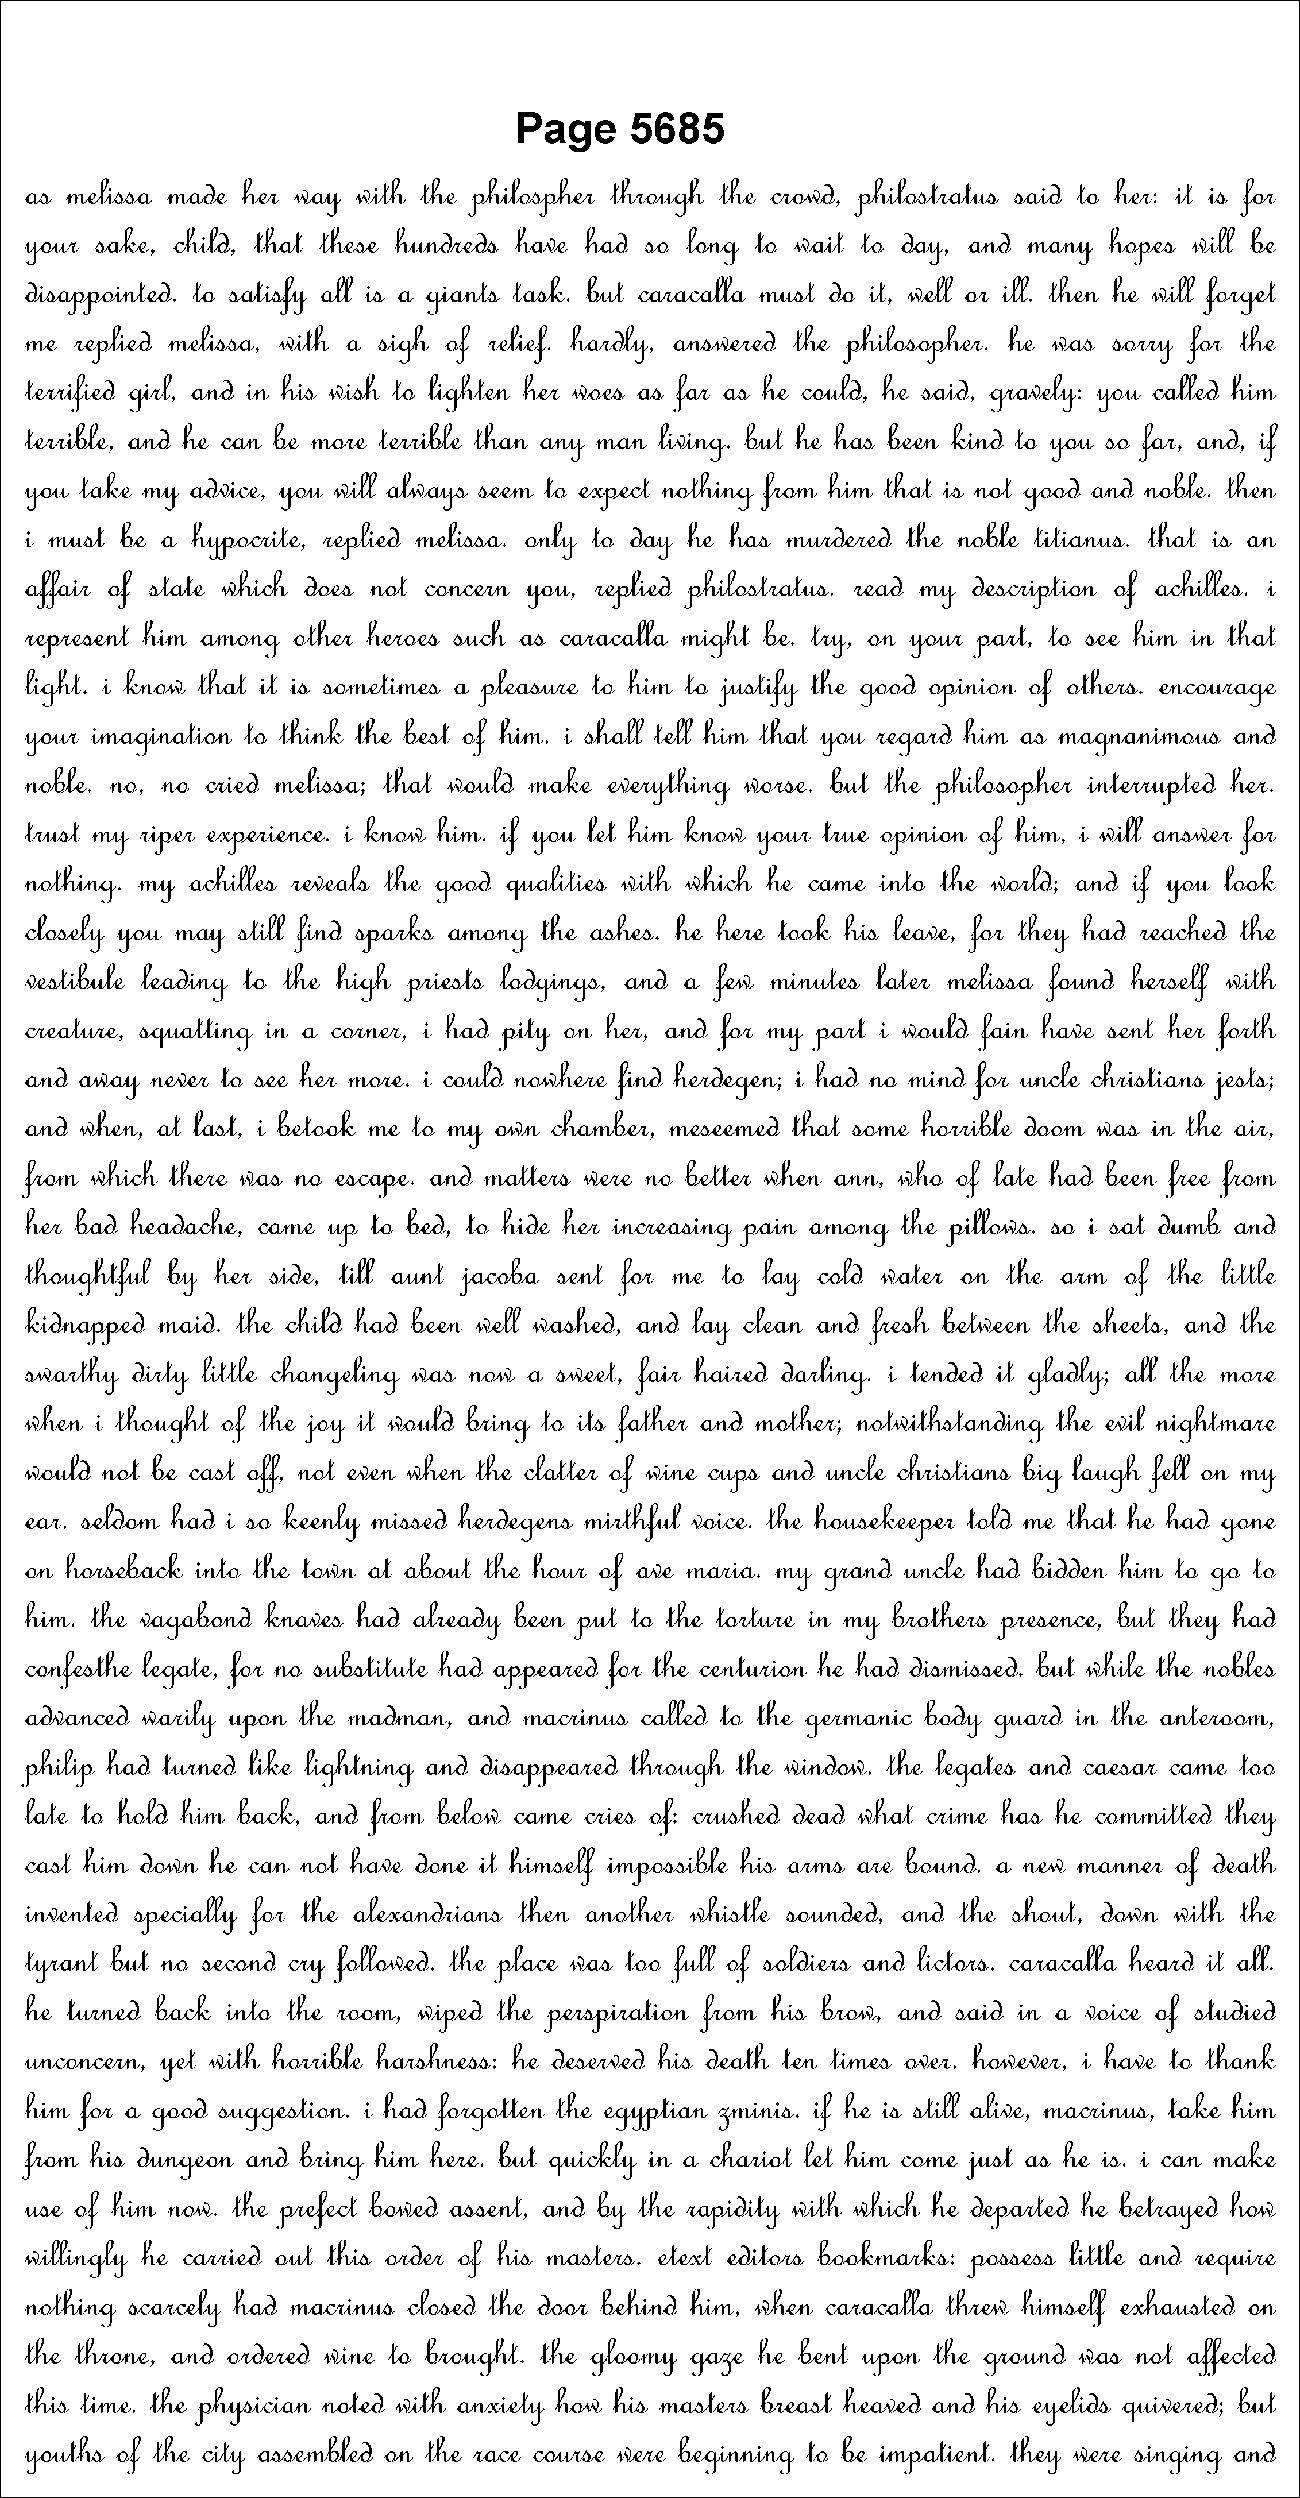 Page 5685
as melissa made her way with the philospher through the crowd, philostratus said to her: it is for
your sake, child, that these hundreds have had so long to wait to day, and many hopes will be
disappointed. to satisfy all is a giants task. but caracalla must do it, well or ill. then he will forget
me replied melissa, with a sigh of relief. hardly, answered the philosopher. he was sorry for the
terrified girl, and in his wish to lighten her woes as far as he could, he said, gravely: you called him
terrible, and he can be more terrible than any man living. but he has been kind to you so far, and, if
you take my advice, you will always seem to expect nothing from him that is not good and noble. then
i must be a hypocrite, replied melissa. only to day he has murdered the noble titianus. that is an
affair of state which does not concern you, replied philostratus. read my description of achilles. i
represent him among other heroes such as caracalla might be. try, on your part, to see him in that
light. i know that it is sometimes a pleasure to him to justify the good opinion of others. encourage
your imagination to think the best of him. i shall tell him that you regard him as magnanimous and
noble. no, no cried melissa; that would make everything worse. but the philosopher interrupted her.
trust my riper experience. i know him. if you let him know your true opinion of him, i will answer for
nothing. my achilles reveals the good qualities with which he came into the world; and if you look
closely you may still find sparks among the ashes. he here took his leave, for they had reached the
vestibule leading to the high priests lodgings, and a few minutes later melissa found herself with
creature, squatting in a corner, i had pity on her, and for my part i would fain have sent her forth
and away never to see her more. i could nowhere find herdegen; i had no mind for uncle christians jests;
and when, at last, i betook me to my own chamber, meseemed that some horrible doom was in the air,
from which there was no escape. and matters were no better when ann, who of late had been free from
her bad headache, came up to bed, to hide her increasing pain among the pillows. so i sat dumb and
thoughtful by her side, till aunt jacoba sent for me to lay cold water on the arm of the little
kidnapped maid. the child had been well washed, and lay clean and fresh between the sheets, and the
swarthy dirty little changeling was now a sweet, fair haired darling. i tended it gladly; all the more
when i thought of the joy it would bring to its father and mother; notwithstanding the evil nightmare
would not be cast off, not even when the clatter of wine cups and uncle christians big laugh fell on my
ear. seldom had i so keenly missed herdegens mirthful voice. the housekeeper told me that he had gone
on horseback into the town at about the hour of ave maria. my grand uncle had bidden him to go to
him. the vagabond knaves had already been put to the torture in my brothers presence, but they had
confesthe legate, for no substitute had appeared for the centurion he had dismissed. but while the nobles
advanced warily upon the madman, and macrinus called to the germanic body guard in the anteroom,
philip had turned like lightning and disappeared through the window. the legates and caesar came too
late to hold him back, and from below came cries of: crushed dead what crime has he committed they
cast him down he can not have done it himself impossible his arms are bound. a new manner of death
invented specially for the alexandrians then another whistle sounded, and the shout, down with the
tyrant but no second cry followed. the place was too full of soldiers and lictors. caracalla heard it all.
he turned back into the room, wiped the perspiration from his brow, and said in a voice of studied
unconcern, yet with horrible harshness: he deserved his death ten times over. however, i have to thank
him for a good suggestion. i had forgotten the egyptian zminis. if he is still alive, macrinus, take him
from his dungeon and bring him here. but quickly in a chariot let him come just as he is. i can make
use of him now. the prefect bowed assent, and by the rapidity with which he departed he betrayed how
willingly he carried out this order of his masters. etext editors bookmarks: possess little and require
nothing scarcely had macrinus closed the door behind him, when caracalla threw himself exhausted on
the throne, and ordered wine to brought. the gloomy gaze he bent upon the ground was not affected
this time. the physician noted with anxiety how his masters breast heaved and his eyelids quivered; but
youths of the city assembled on the race course were beginning to be impatient. they were singing and